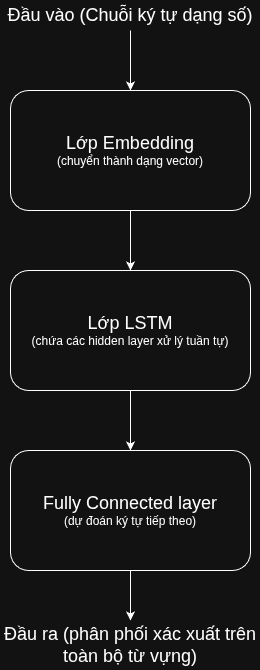 Đầu vào (Chuỗi ký tự dạng số)
Lớp Embedding
(chuyển thành dạng vector)
Lớp LSTM
(chứa các hidden layer xử lý tuần tự)
Fully Connected layer
(dự đoán ký tự tiếp theo)
Đầu ra (phân phối xác xuất trên
toàn bộ từ vựng)